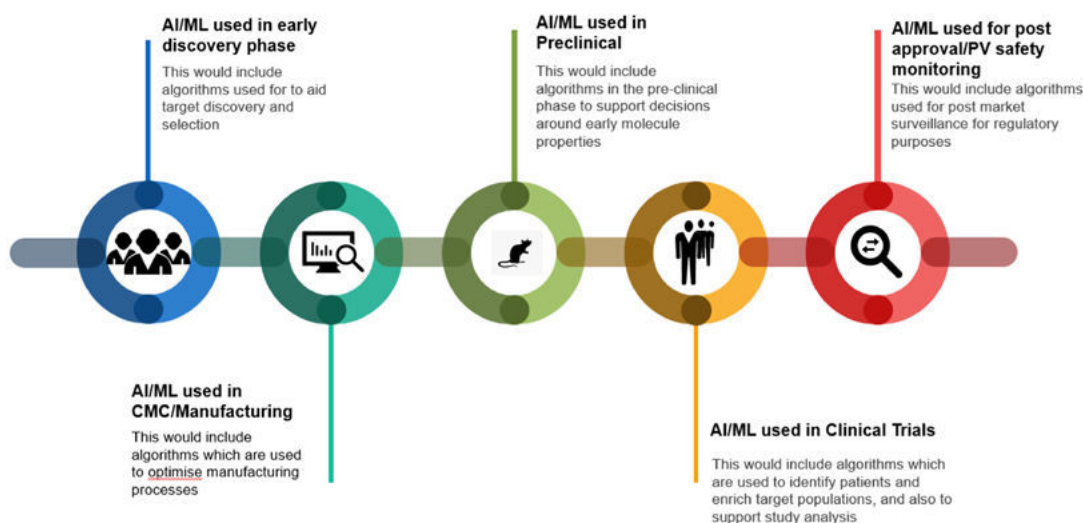 AI/ML used in early
discovery phase
This would include
algorithms used for to aid
target discovery and
selection
AI/ML used in
Preclinical
This would include
algorithms in the pre-clinical
phase to support decisions
around early molecule
properties
AI/ML used for post
approval/PV safety
monitoring
This would include algorithms
used for post market
surveillance for regulatory
purposes
AI/ML used in
CMC/Manufacturing
This would include
algorithms which are used
to optimise manufacturing
processes
AI/ML used in Clinical Trials
This would include algorithms which
are used to identify patients and
enrich target populations, and also to
support study analysis